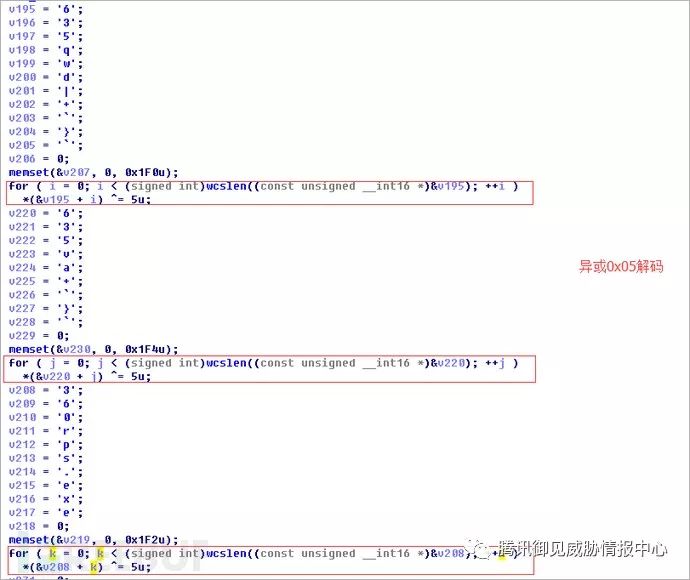 v195 = '6';
v196 = '3';
v197 = '5';
v198 = 'q';
v199 = 'w';
v200 = 'd';
v201 = '|';
v202 = '+';
v203 = '`';
v204 = '}';
v205 = '`';
v206 = 0;
memset(&v207, 0, 0x1F0u);
for ( i = 0; i < (signed int)wcslen((const unsigned __int16 *)&v195); ++i )
*(&v195 + i) ^= 5u;
v220 = '6';
v221 = '3';
v222 = '5';
v223 = 'v';
v224 = 'a';
v225 = '+';
v226 = '`';
v227 = '}';
v228 = '`';
v229 = 0;
异或0x05解码
memset(&v230, 0, 0x1F4u);
for ( j = 0; j < (signed int)wcslen((const unsigned __int16 *)&v220); ++j )
*(&v220 + j) ^= 5u;
v208 = '3';
v209 = '6';
v210 = '0';
v211 = 'r';
v212 = 'p';
v213 = 's';
v214 = '.';
v215 = 'e';
v216 = 'x';
v217 = 'e';
v218 = 0;
memset(&v219, 0, 0x1F2u);
for ( k = 0; k < (signed int)wcslen((const unsigned __int16 *)&v208); ++k )
*(&v208 + k) ^= 5u;
腾讯御见威胁情报中心